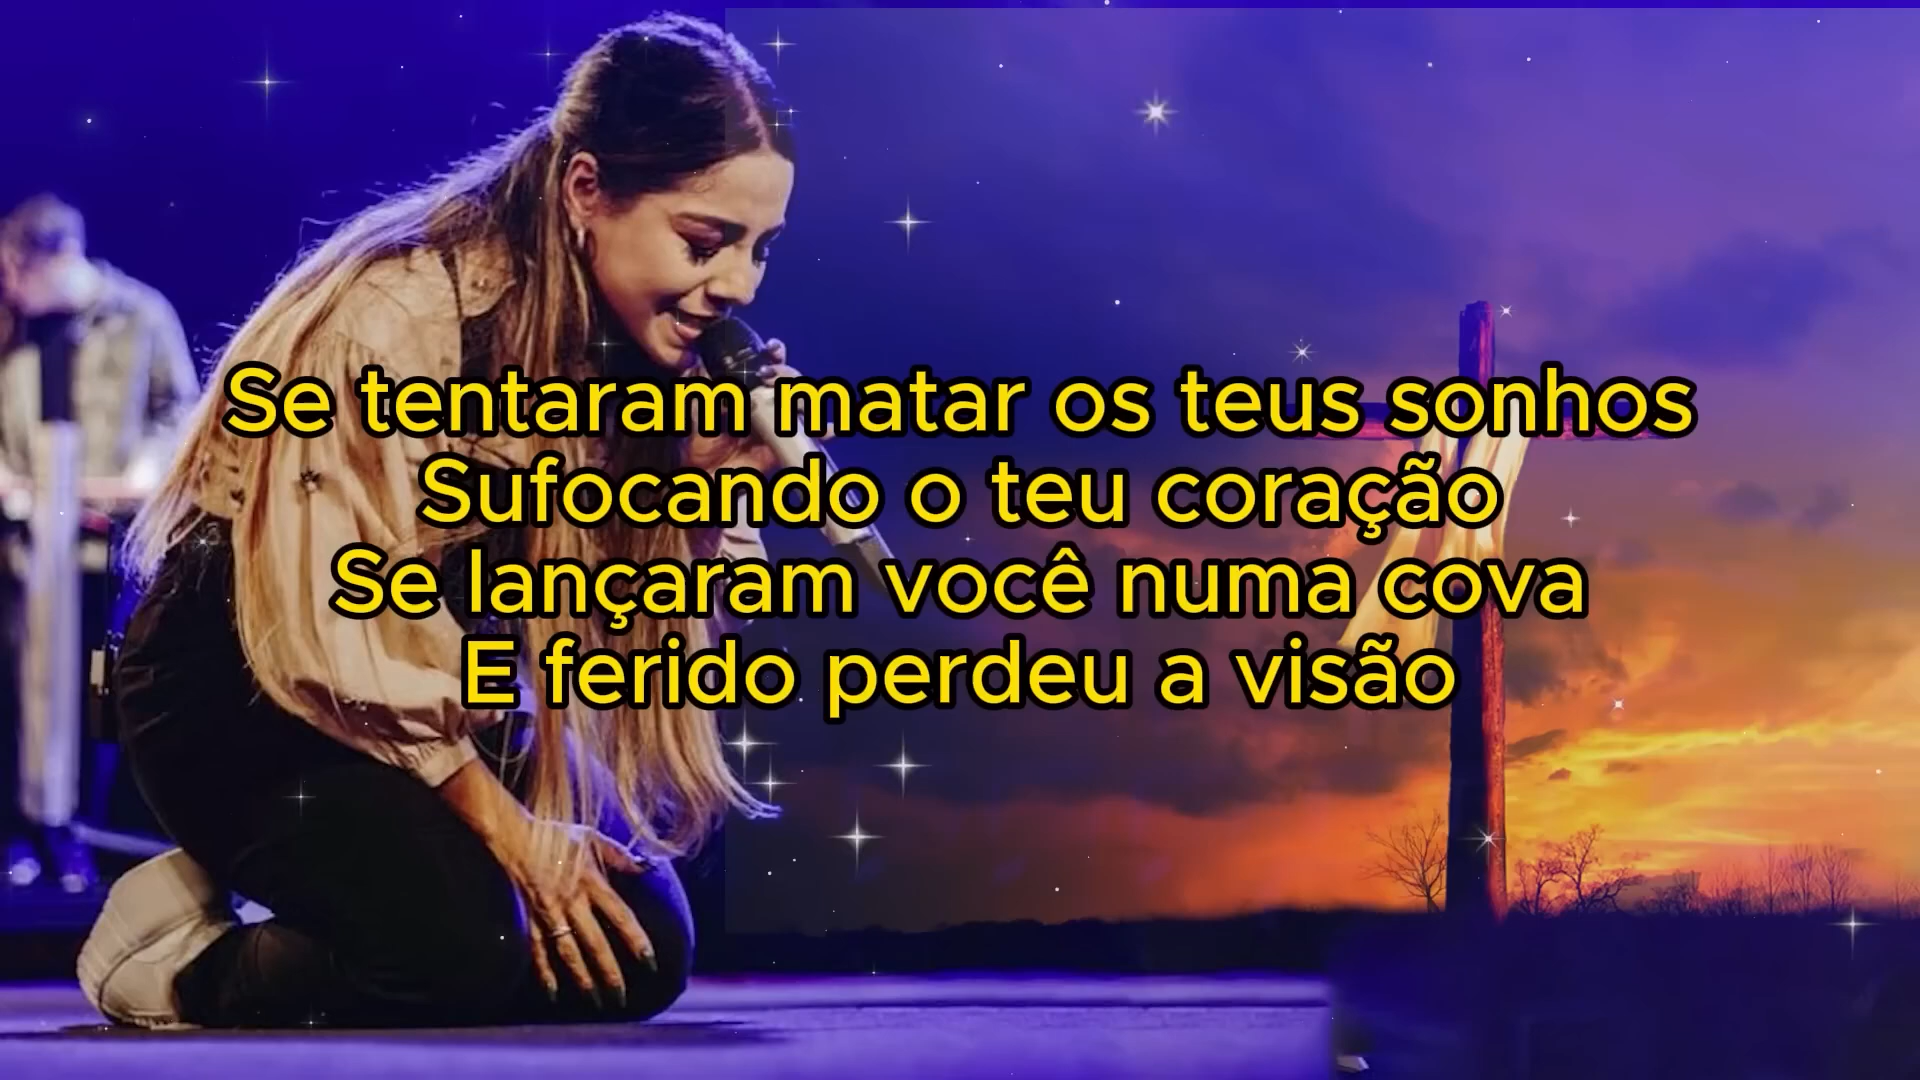 Se tentaram matar os teus sonhos
Sufocando o teu coração
Se lançaram você numa cova
E ferido perdeu a visão